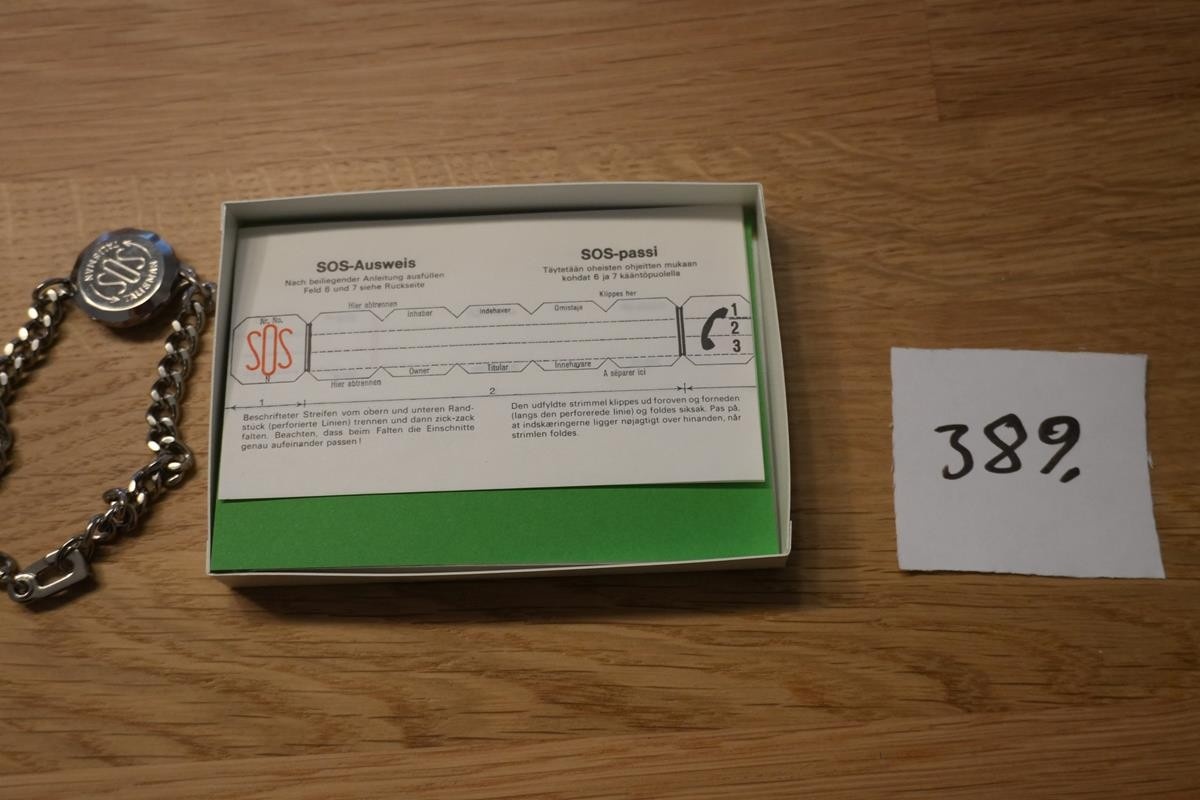 SOS
TALISMAN
TALISMAN
SOS-Ausweis
Nach beiliegender Anleitung ausfüllen
Feld 6 und 7 siehe Rückseite
SOS-passi
Täytetään oheisten ohjeitten mukaan
kohdat 6 ja 7 kääntöpuolella
Hier abtrennen
Inhaber
Indehaver
Omistaja
Klippes her
Nr. No.
SOS
N
1
2
3
Hier abtrennen
Owner
Titular
Innehavare
A séparer ici
1
2
Beschrifteter Streifen vom obern und unteren Rand-
stück (perforierte Linien) trennen und dann zick-zack
falten. Beachten, dass beim Falten die Einschnitte
genau aufeinander passen!
Den udfyldte strimmel klippes ud foroven og forneden
(langs den perforerede linie) og foldes siksak. Pas på,
at indskæringerne ligger nøjagtigt over hinanden, når
strimlen foldes.
389.